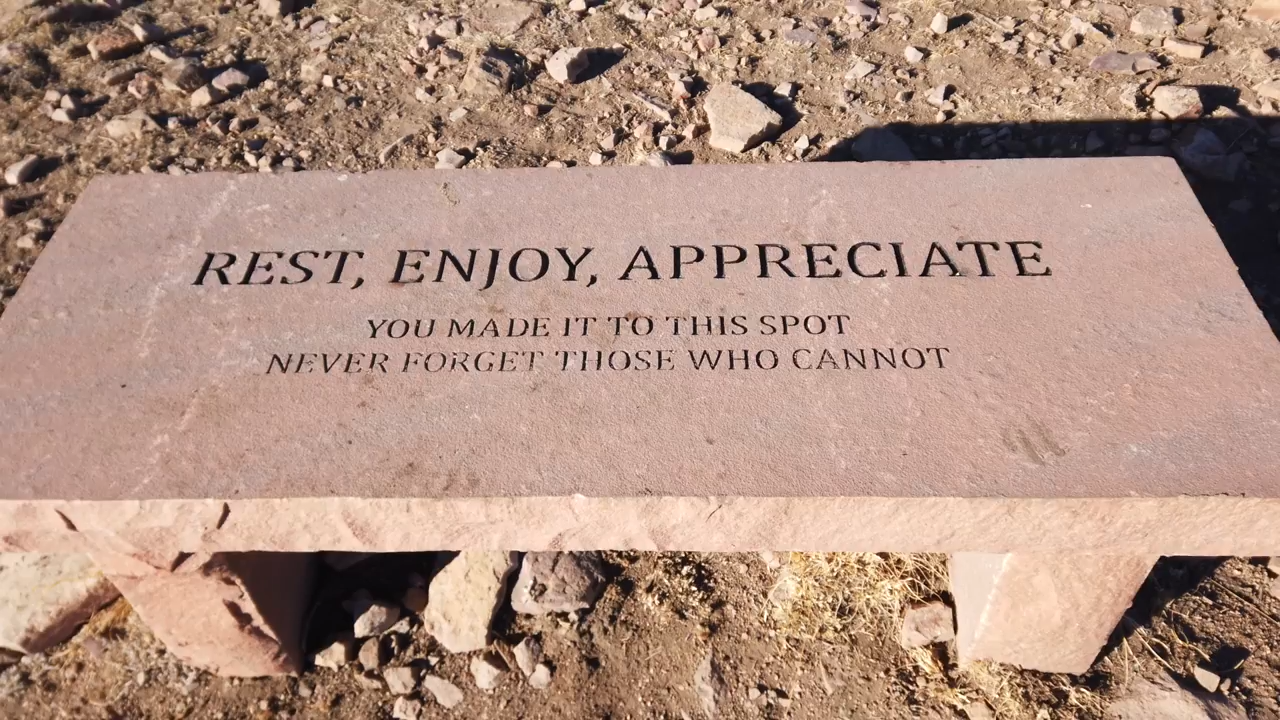 REST, ENJOY, APPRECIATE
YOU MADE IT TO THIS SPOT
NEVER FORGET THOSE WHO CANNOT